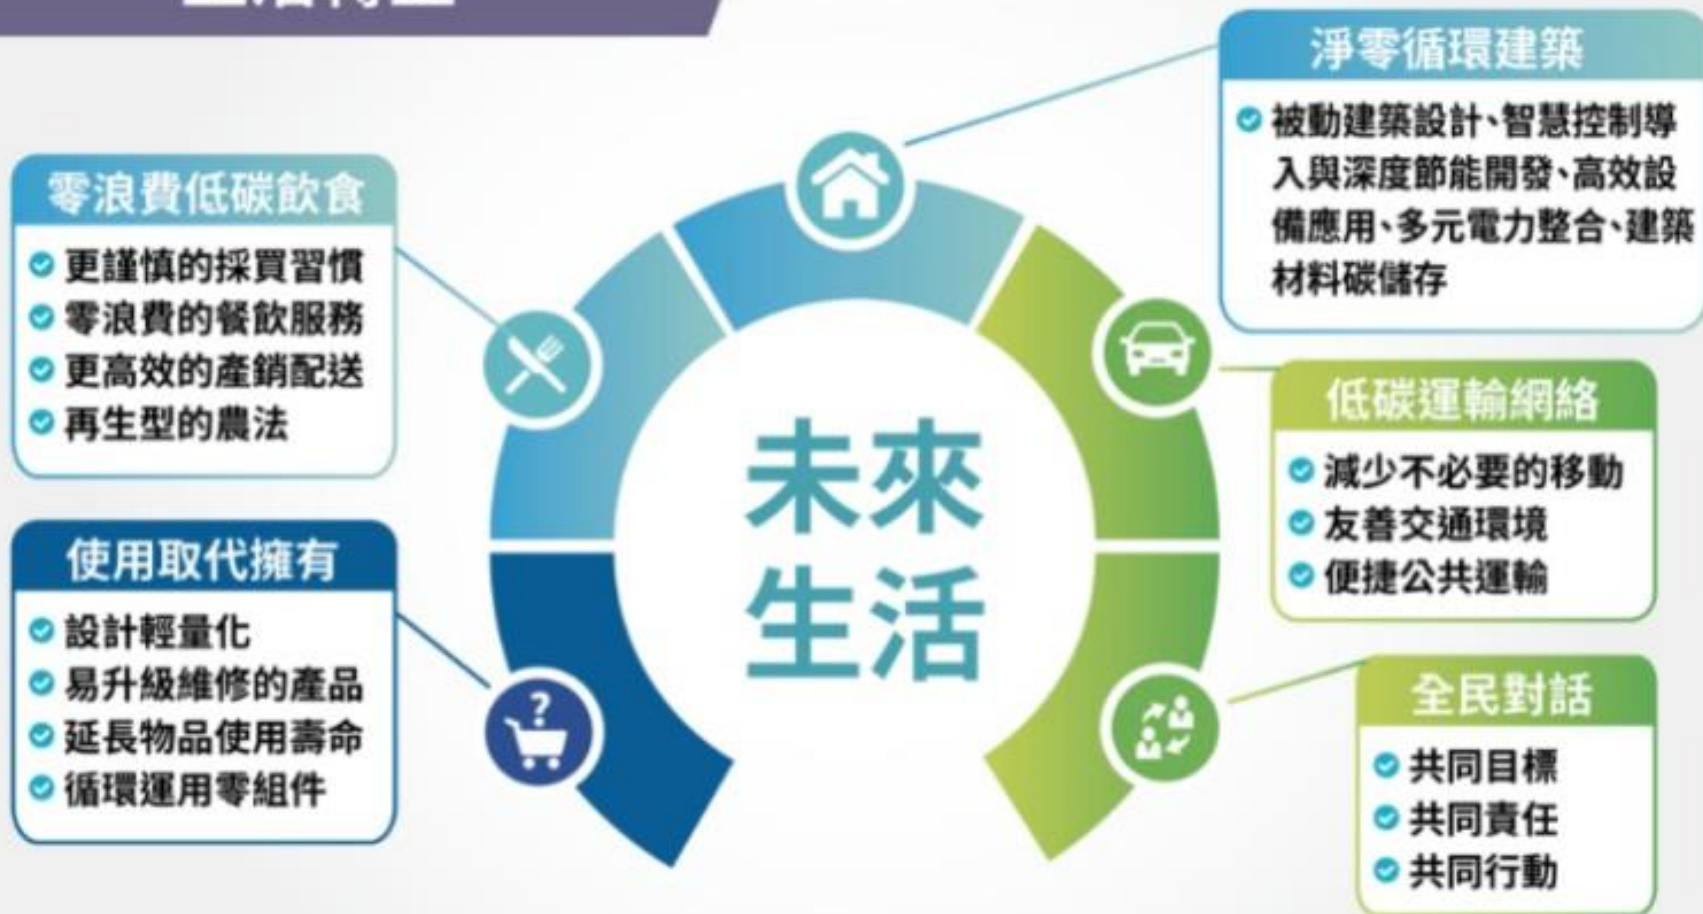 淨零循環建築
被動建築設計、智慧控制導
入與深度節能開發、高效設
備應用、多元電力整合、建築
材料碳儲存
零浪費低碳飲食
更謹慎的採買習慣
零浪費的餐飲服務
更高效的產銷配送
再生型的農法
低碳運輸網絡
減少不必要的移動
友善交通環境
便捷公共運輸
未來
生活
使用取代擁有
設計輕量化
易升級維修的產品
延長物品使用壽命
循環運用零組件
?
全民對話
共同目標
共同責任
共同行動